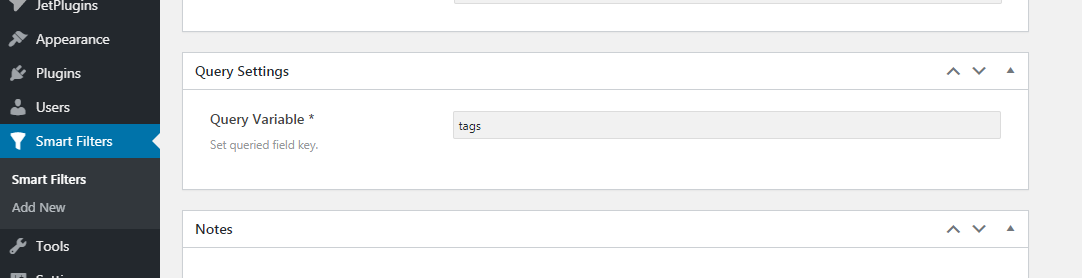 JetPlugins
Appearance
Plugins
Users
Smart Filters
Smart Filters
Add New
Tools
Query Settings
Query Variable *
Set queried field key.
tags
Notes